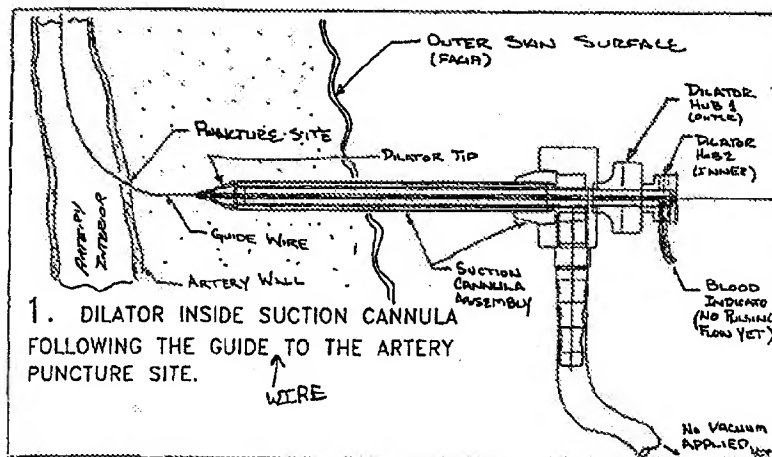 OUTER SKIN SURFACE
(FACIA)
DILATOR
HUB 1
(OUTER)
DILATOR
HUB 2
(INNER)
PUNCTURE SITE
DILATOR TIP
ARTERY
INTERIOR
GUIDE WIRE
ARTERY WALL
SUCTION
CANNULA
ASSEMBLY
BLOOD
INDICATO
(NO PULSING
FLOW YET)
1. DILATOR INSIDE SUCTION CANNULA
FOLLOWING THE GUIDE TO THE ARTERY
PUNCTURE SITE.
WIRE
NO VACUUM
APPLIED